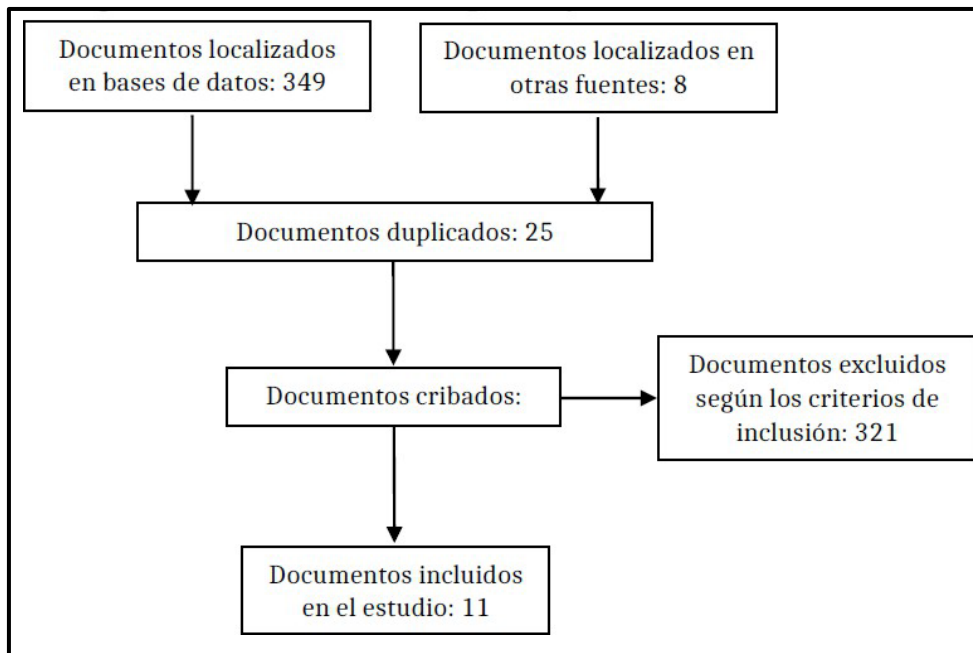 Documentos localizados
en bases de datos: 349
Documentos localizados en
otras fuentes: 8
Documentos duplicados: 25
Documentos cribados:
Documentos excluidos
según los criterios de
inclusión: 321
Documentos incluidos
en el estudio: 11